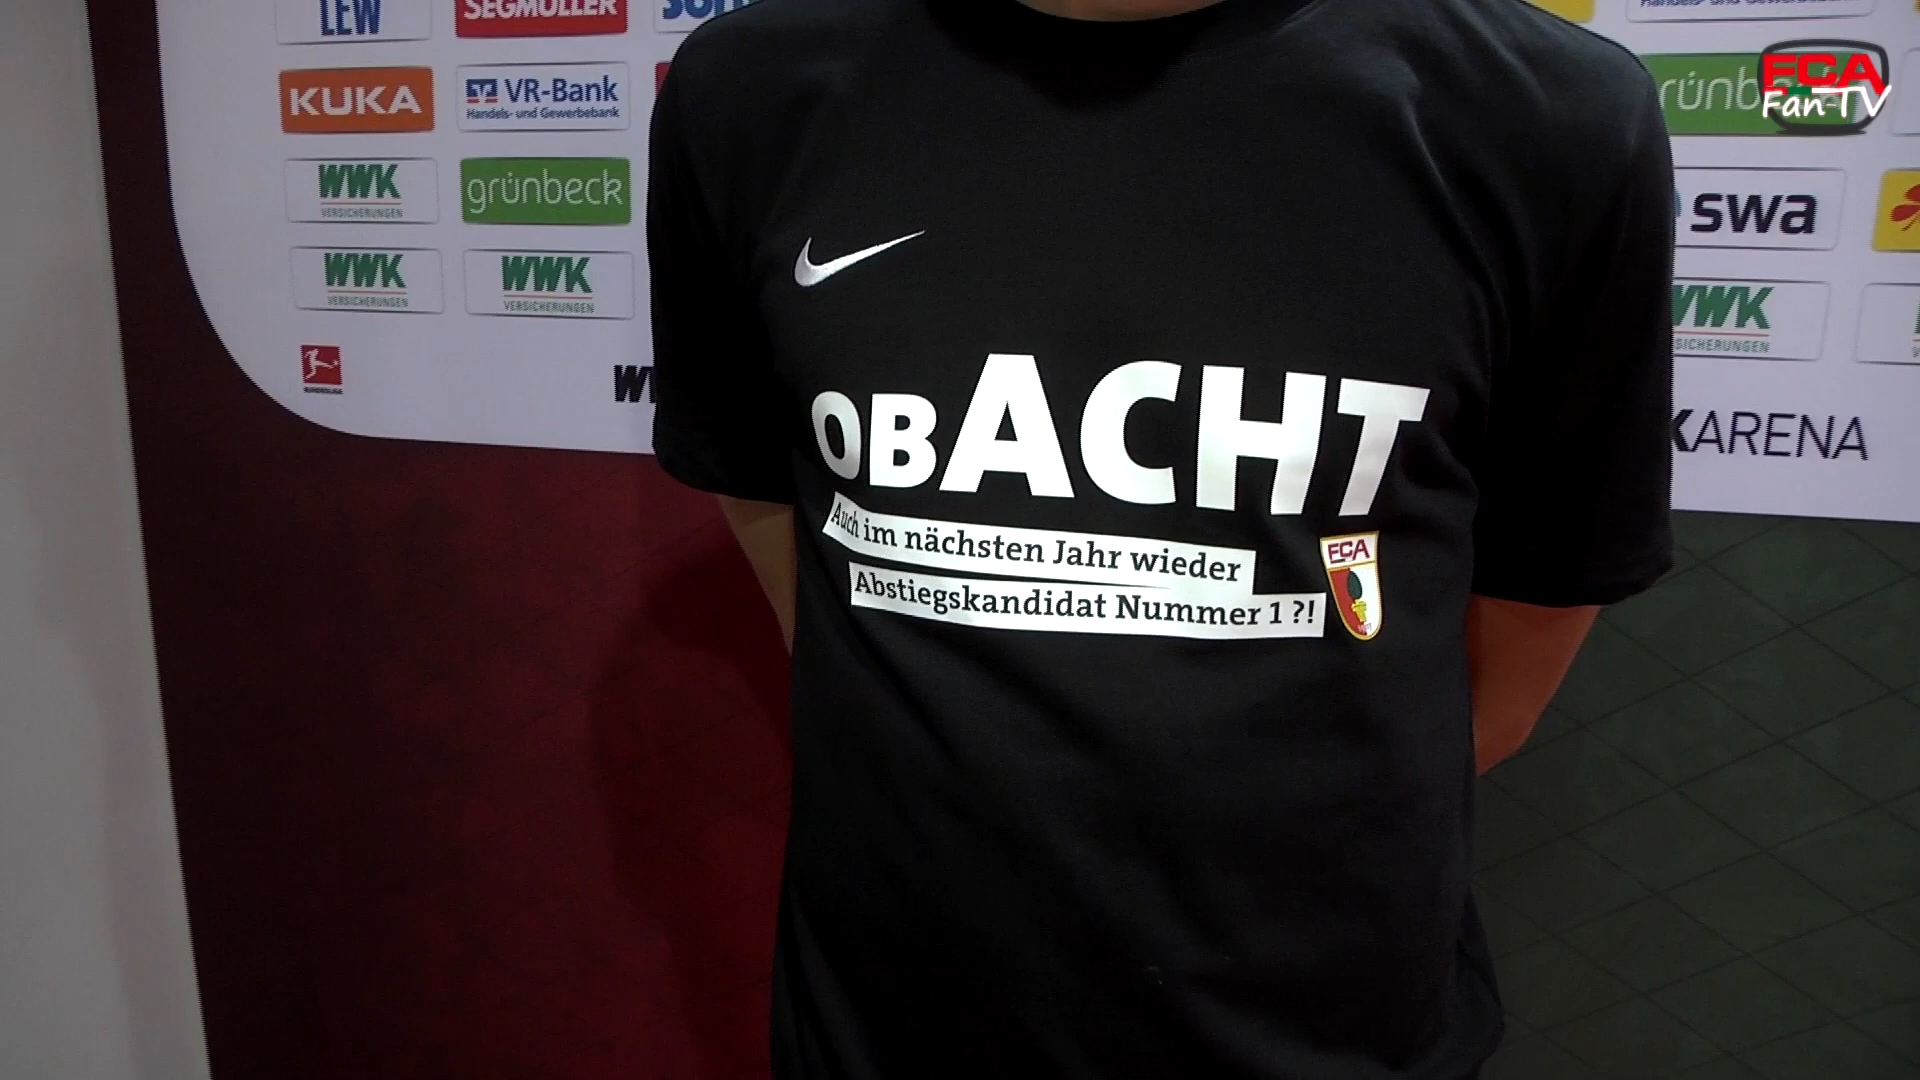 LEW
SEGMÜLLER
KUKA
VR-Bank
Handels- und Gewerbebank
WWK
VERSICHERUNGEN
grünbeck
WWK
VERSICHERUNGEN
WWK
VERSICHERUNGEN
BUNDESLIGA
obACHT
Auch im nächsten Jahr wieder
Abstiegskandidat Nummer 1 ?!
FCA
FCA
Fan-TV
swa
WWK
ARENA